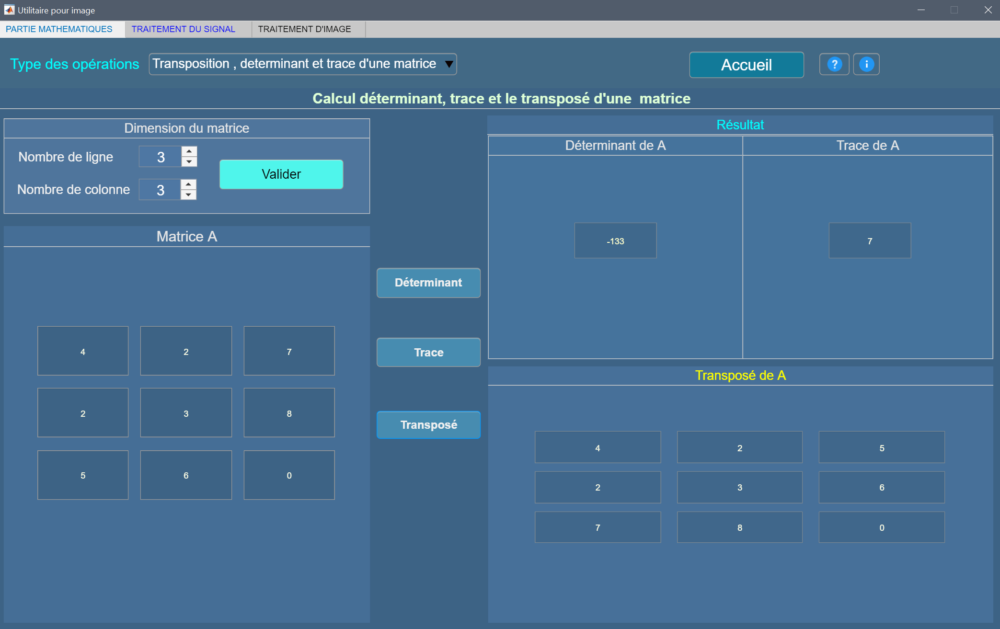 Utilitaire pour image
PARTIE MATHEMATIQUES TRAITEMENT DU SIGNAL TRAITEMENT D'IMAGE
Type des opérations Transposition , determinant et trace d'une matrice Accueil ? i
Calcul déterminant, trace et le transposé d'une matrice
Dimension du matrice
Nombre de ligne 3
Nombre de colonne 3
Valider
Matrice A
4 2 7
2 3 8
5 6 0
Déterminant
Trace
Transposé
Résultat
Déterminant de A Trace de A
-133 7
Transposé de A
4 2 5
2 3 6
7 8 0